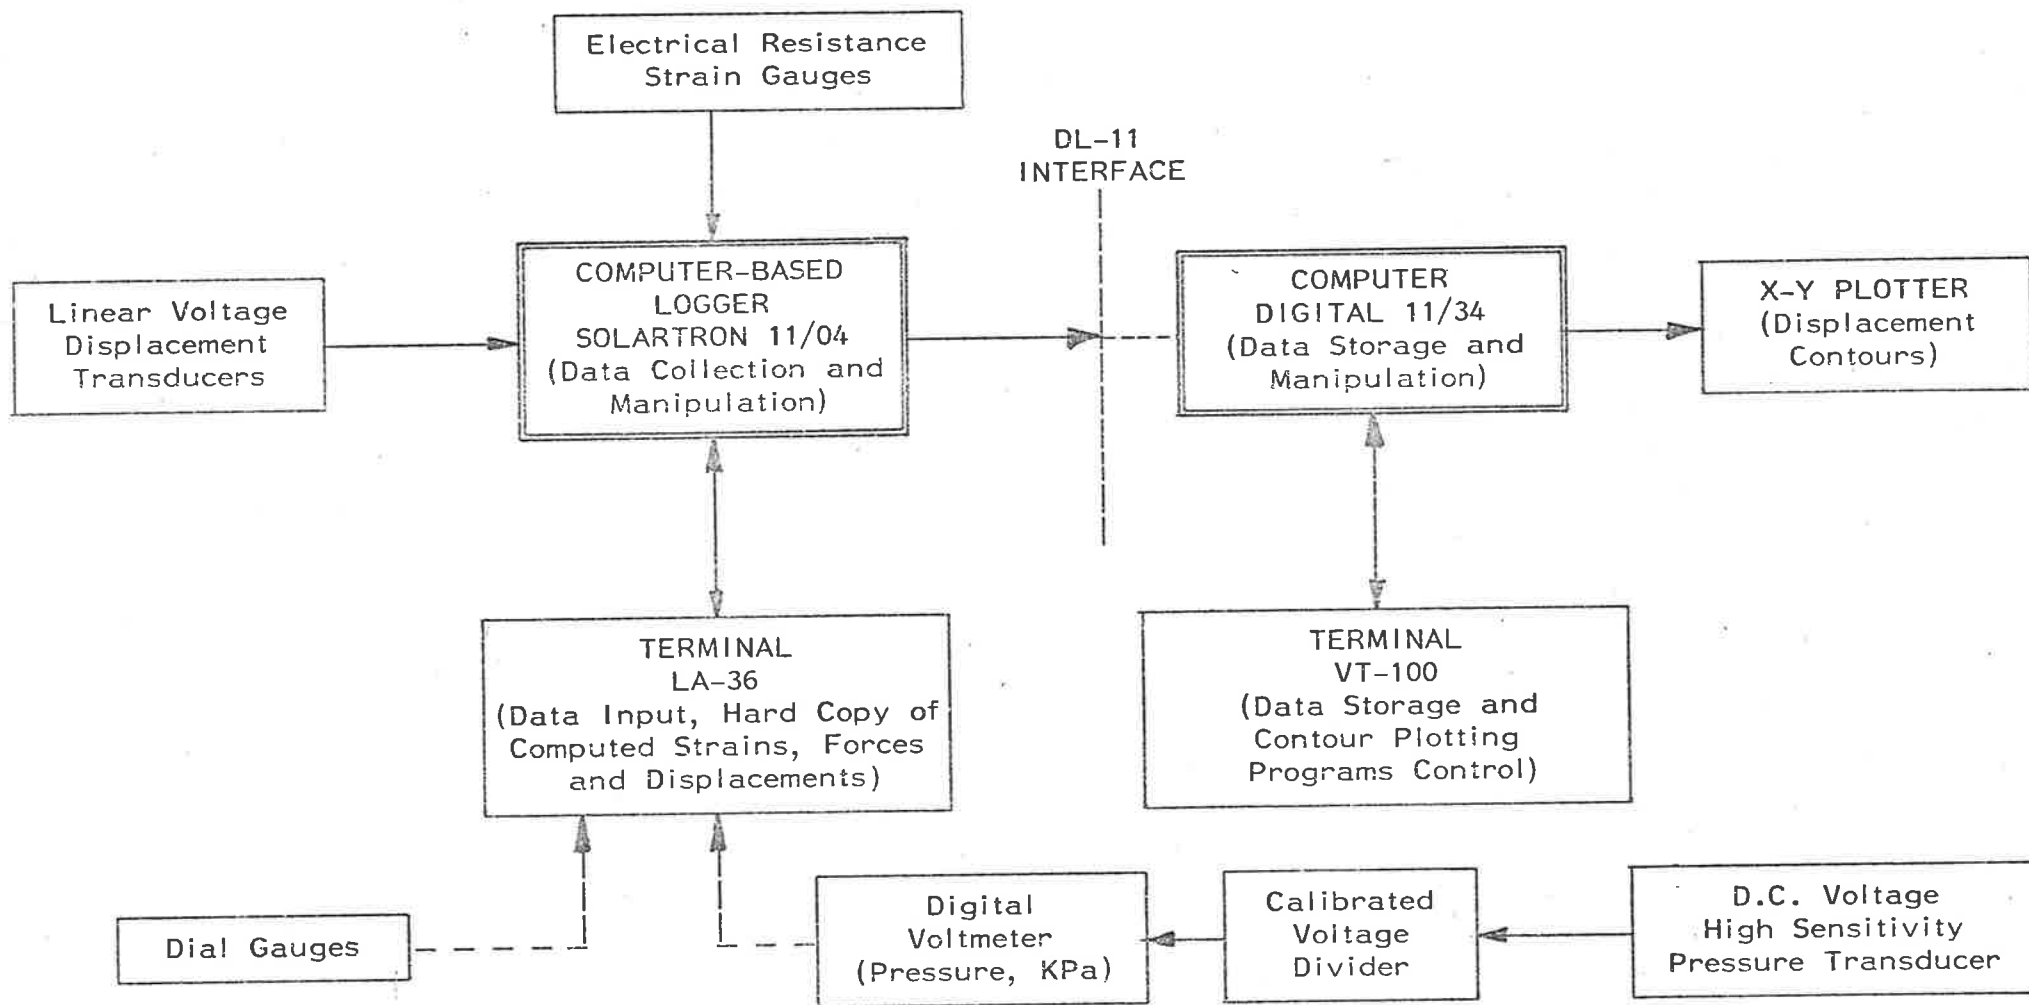 Electrical Resistance
Strain Gauges
DL-11
INTERFACE
Linear Voltage
Displacement
Transducers
COMPUTER-BASED
LOGGER
SOLARTRON 11/04
(Data Collection and
Manipulation)
COMPUTER
DIGITAL 11/34
(Data Storage and
Manipulation)
X-Y PLOTTER
(Displacement
Contours)
TERMINAL
LA-36
(Data Input, Hard Copy of
Computed Strains, Forces
and Displacements)
TERMINAL
VT-100
(Data Storage and
Contour Plotting
Programs Control)
Dial Gauges
Digital
Voltmeter
(Pressure, KPa)
Calibrated
Voltage
Divider
D.C. Voltage
High Sensitivity
Pressure Transducer